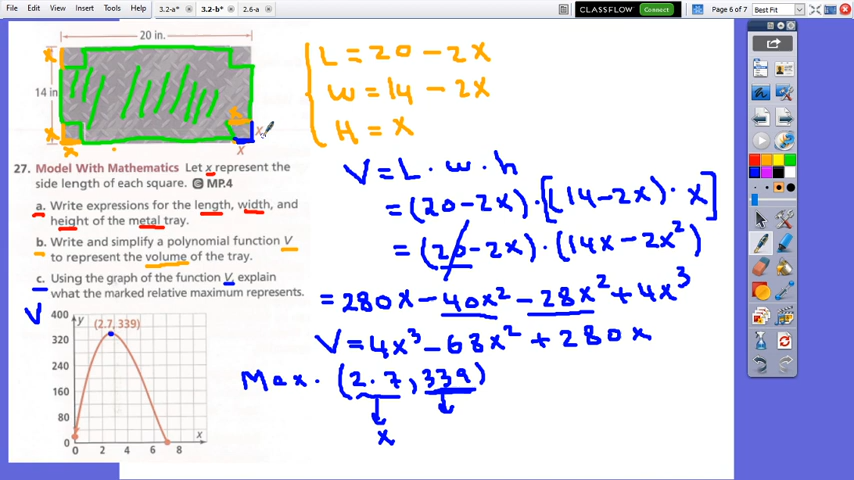 File Edit View Insert Tools Help
3.2-a*
3.2-b*
2.6-a
CLASSFLOW Connect
Page 6 of 7
Best Fit
20 in.
14 in
x
x
x
x
x
L = 20 - 2x
W = 14 - 2x
H = x
27. Model With Mathematics Let x represent the
side length of each square. MP.4
a. Write expressions for the length, width, and
height of the metal tray.
b. Write and simplify a polynomial function V
to represent the volume of the tray.
c. Using the graph of the function V, explain
what the marked relative maximum represents.
V
400
320
240
160
80
0
y
(2.7, 339)
x
0 2 4 6 8
V = L · w · h
= (20 - 2x) · [(14 - 2x) · x]
= (20 - 2x) · (14x - 2x²)
= 280x - 40x² - 28x² + 4x³
V = 4x³ - 68x² + 280x
Max. (2.7, 339)
x